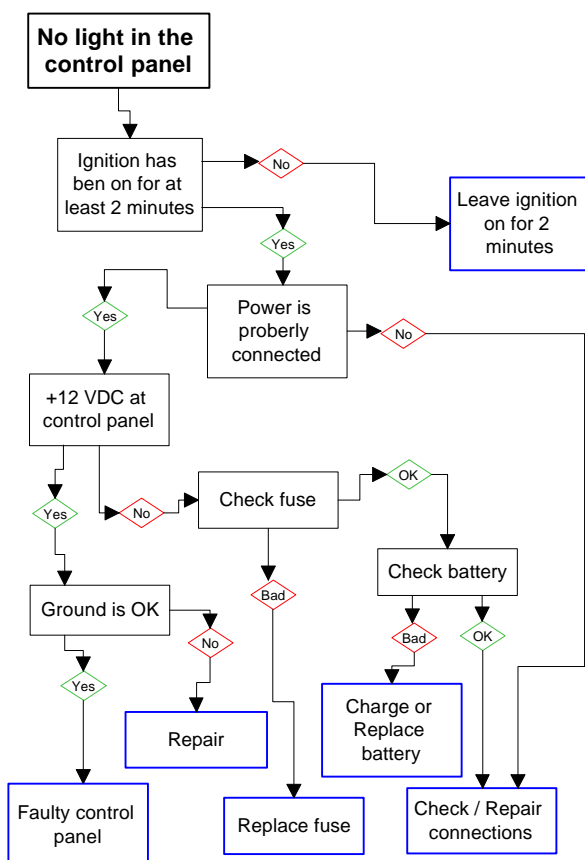 No light in the
control panel
Ignition has
ben on for at
least 2 minutes
No
Leave ignition
on for 2
minutes
Yes
Power is
proberly
connected
Yes
No
+12 VDC at
control panel
Check fuse
OK
Yes
No
Check battery
Ground is OK
Bad
No
Bad
OK
Yes
Repair
Charge or
Replace
battery
Faulty control
panel
Replace fuse
Check / Repair
connections